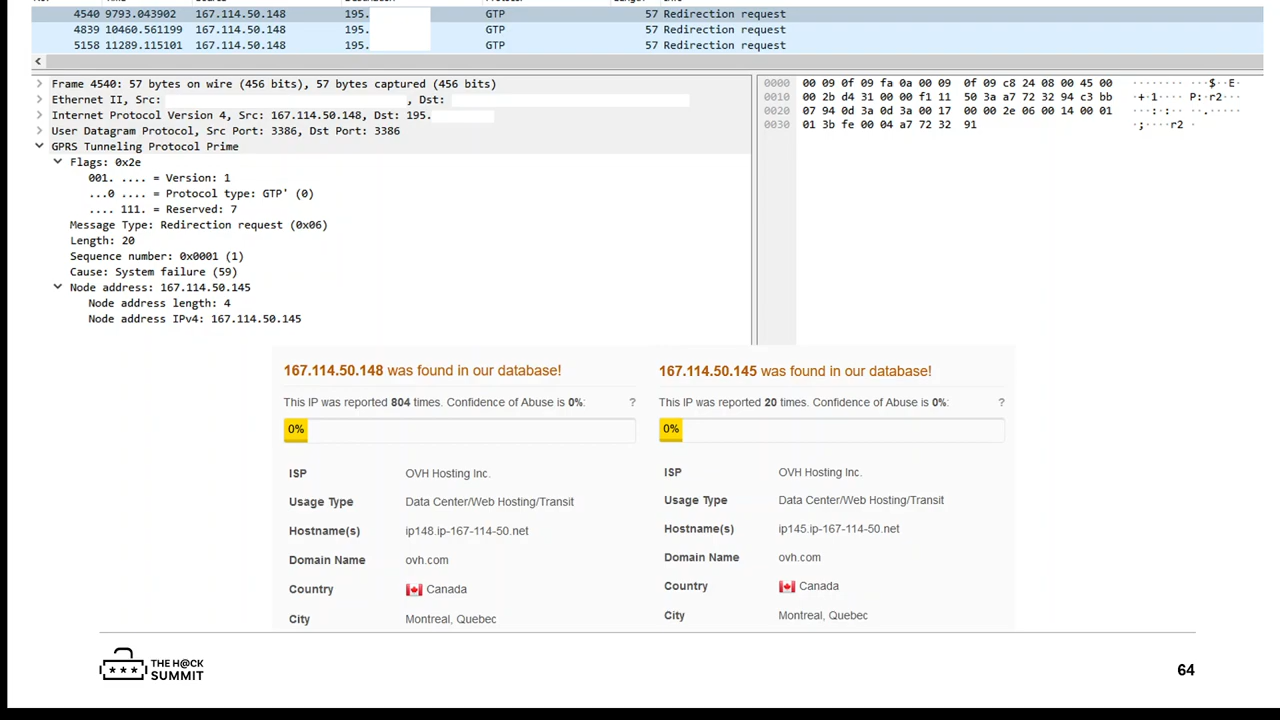 4540 9793.043902 167.114.50.148 195. GTP 57 Redirection request
4839 10460.561199 167.114.50.148 195. GTP 57 Redirection request
5158 11289.115101 167.114.50.148 195. GTP 57 Redirection request
Frame 4540: 57 bytes on wire (456 bits), 57 bytes captured (456 bits)
Ethernet II, Src: , Dst:
Internet Protocol Version 4, Src: 167.114.50.148, Dst: 195.
User Datagram Protocol, Src Port: 3386, Dst Port: 3386
GPRS Tunneling Protocol Prime
Flags: 0x2e
001. .... = Version: 1
...0 .... = Protocol type: GTP' (0)
.... 111. = Reserved: 7
Message Type: Redirection request (0x06)
Length: 20
Sequence number: 0x0001 (1)
Cause: System failure (59)
Node address: 167.114.50.145
Node address length: 4
Node address IPv4: 167.114.50.145
0000 00 09 0f 09 fa 0a 00 09 0f 09 c8 24 08 00 45 00 ········ ···$··E·
0010 00 2b d4 31 00 00 f1 11 50 3a a7 72 32 94 c3 bb ·+·1···· P:·r2···
0020 07 94 0d 3a 0d 3a 00 17 00 00 2e 06 00 14 00 01 ···:·:·· ··.·····
0030 01 3b fe 00 04 a7 72 32 91 ·;····r2 ·
167.114.50.148 was found in our database!
This IP was reported 804 times. Confidence of Abuse is 0%: ?
0%
ISP OVH Hosting Inc.
Usage Type Data Center/Web Hosting/Transit
Hostname(s) ip148.ip-167-114-50.net
Domain Name ovh.com
Country Canada
City Montreal, Quebec
167.114.50.145 was found in our database!
This IP was reported 20 times. Confidence of Abuse is 0%: ?
0%
ISP OVH Hosting Inc.
Usage Type Data Center/Web Hosting/Transit
Hostname(s) ip145.ip-167-114-50.net
Domain Name ovh.com
Country Canada
City Montreal, Quebec
THE H@CK
SUMMIT
64